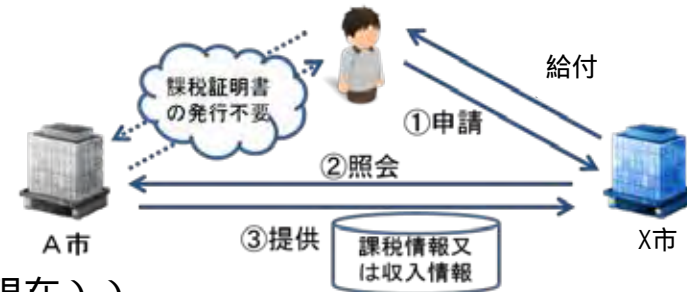 課税証明書
の発行不要
給付
①申請
②照会
A市
③提供
課税情報又
は収入情報
X市